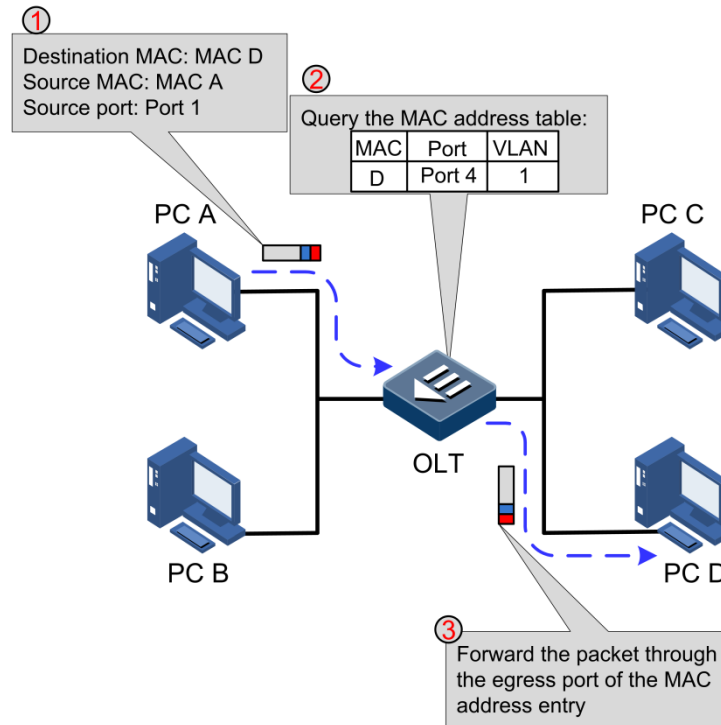 1
Destination MAC: MAC D
Source MAC: MAC A
Source port: Port 1
2
Query the MAC address table:
MAC Port VLAN
D Port 4 1
PC A
PC C
OLT
PC B
PC D
3
Forward the packet through
the egress port of the MAC
address entry